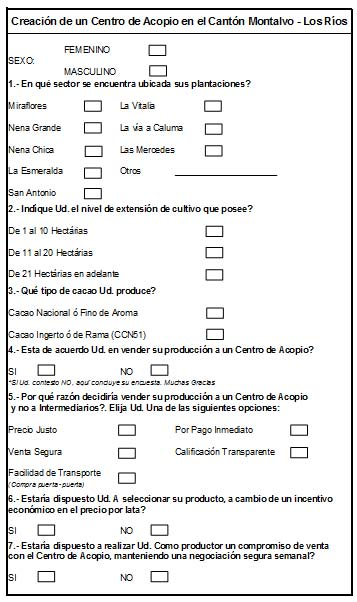 Creación de un Centro de Acopio en el Cantón Montalvo - Los Ríos
SEXO:
FEMENINO
MASCULINO
1.- En qué sector se encuentra ubicada sus plantaciones?
Miraflores La Vitalia
Nena Grande La vía a Caluma
Nena Chica Las Mercedes
La Esmeralda Otros
San Antonio
2.- Indique Ud. el nivel de extensión de cultivo que posee?
De 1 al 10 Hectárias
De 11 al 20 Hectárias
De 21 Hectárias en adelante
3.- Qué tipo de cacao Ud. produce?
Cacao Nacional ó Fino de Aroma
Cacao Ingerto ó de Rama (CCN51)
4.- Esta de acuerdo Ud. en vender su producción a un Centro de Acopio?
SI NO
*SI Ud. contesto NO, aquí concluye su encuesta. Muchas Gracias
5.- Por qué razón decidiría vender su producción a un Centro de Acopio
y no a Intermediarios?. Elija Ud. Una de las siguientes opciones:
Precio Justo Por Pago Inmediato
Venta Segura Calificación Transparente
Facilidad de Transporte
(Compra puerta-puerta)
6.- Estaría dispuesto Ud. A seleccionar su producto, a cambio de un incentivo
económico en el precio por lata?
SI NO
7.- Estaría dispuesto a realizar Ud. Como productor un compromiso de venta
con el Centro de Acopio, manteniendo una negociación segura semanal?
SI NO